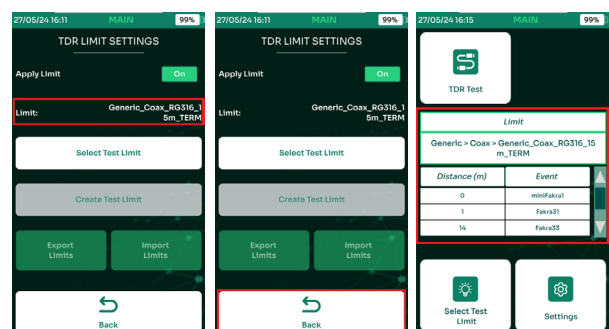 27/05/24 16:11 MAIN 99%
TDR LIMIT SETTINGS
Apply Limit On
Limit: Generic_Coax_RG316_1
5m_TERM
Select Test Limit
Create Test Limit
Export
Limits
Import
Limits
Back
27/05/24 16:11 MAIN 99%
TDR LIMIT SETTINGS
Apply Limit On
Limit: Generic_Coax_RG316_1
5m_TERM
Select Test Limit
Create Test Limit
Export
Limits
Import
Limits
Back
27/05/24 16:15 MAIN 99%
TDR Test
Limit
Generic > Coax > Generic_Coax_RG316_15
m_TERM
Distance (m) Event
0 miniFakra1
1 Fakra31
14 Fakra33
Select Test
Limit
Settings